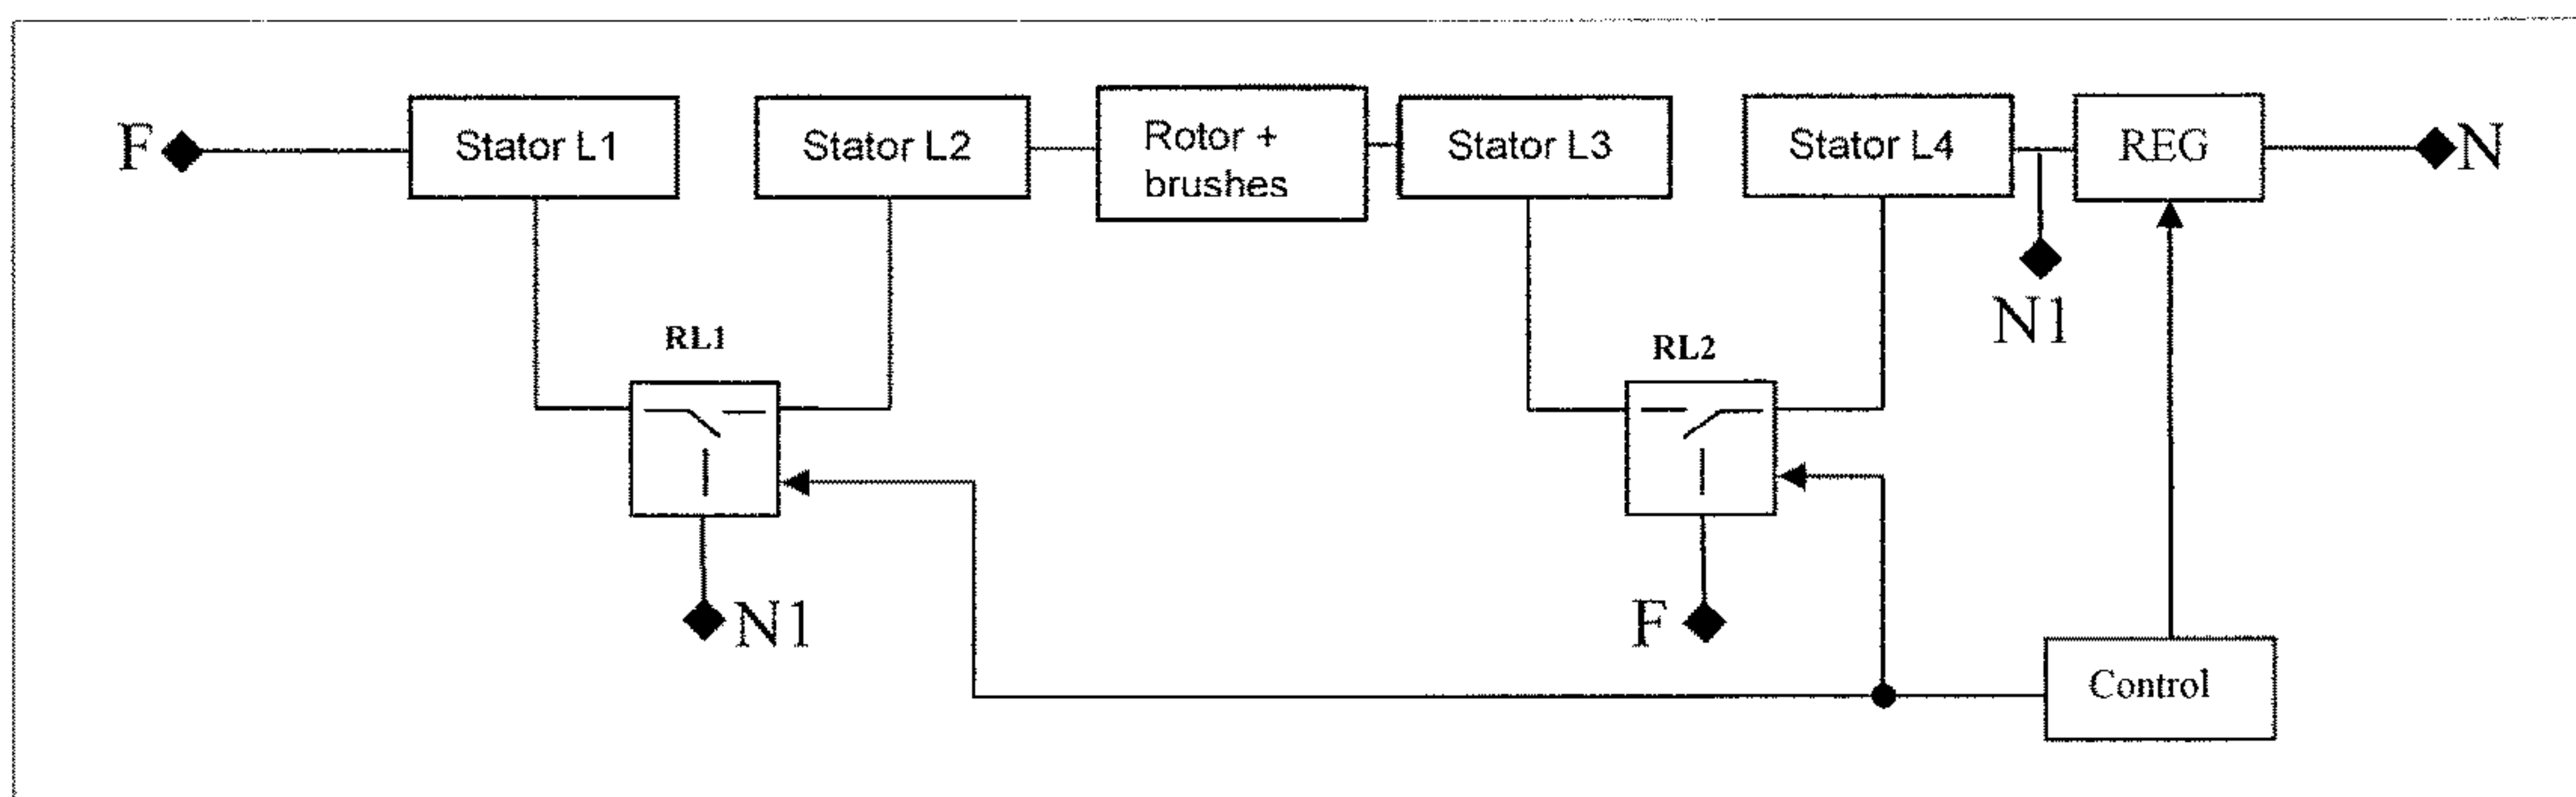 F
Stator L1
Stator L2
Rotor +
brushes
Stator L3
Stator L4
REG
N
N1
RL1
RL2
N1
F
Control